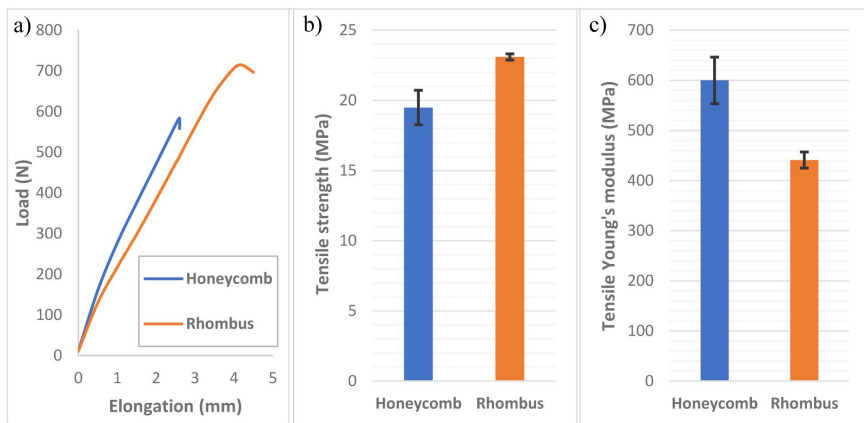 a)
800
700
600
500
400
300
200
100
0
Load (N)
0 1 2 3 4 5
Elongation (mm)
Honeycomb
Rhombus
b)
25
20
15
10
5
0
Tensile strength (MPa)
Honeycomb Rhombus
c)
700
600
500
400
300
200
100
0
Tensile Young's modulus (MPa)
Honeycomb Rhombus